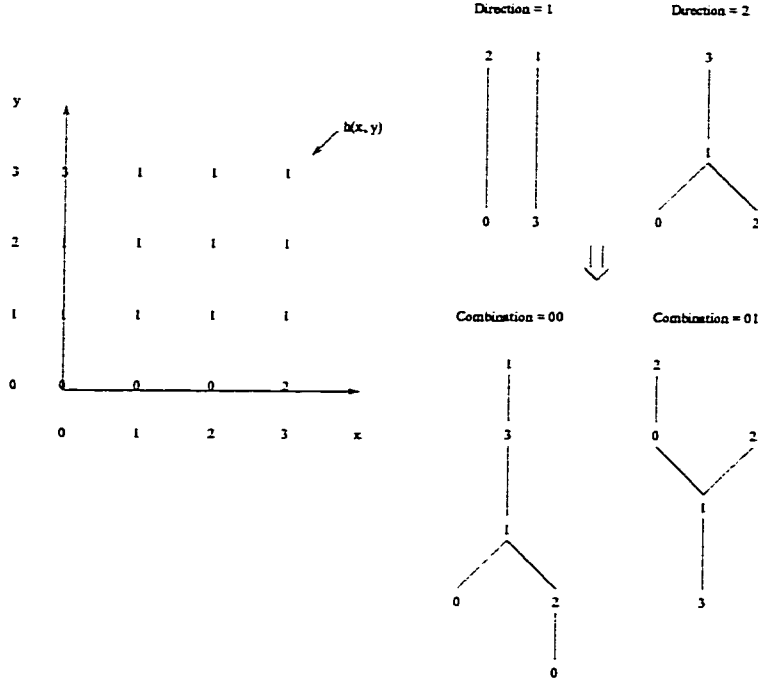 Direction = 1
Direction = 2
2 1
3
y
h(x, y)
1
3 3 1 1 1
0 3
0 2
2 1 1 1 1
1 1 1 1 1
Combination = 00
Combination = 01
1
2
0 0 0 0 2
3
0 2
0 1 2 3 x
1
1
0 2
3
0